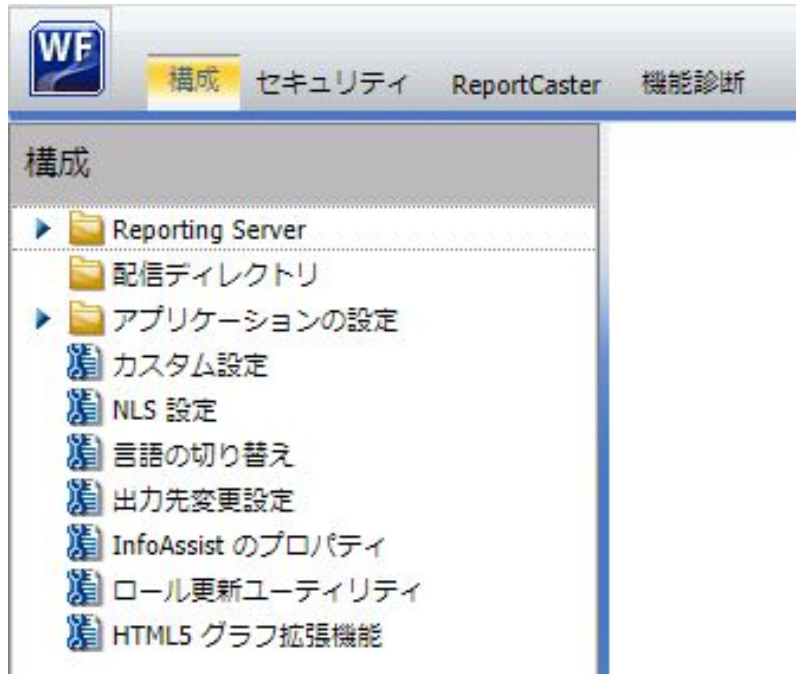 WF
構成 セキュリティ ReportCaster 機能診断
構成
Reporting Server
配信ディレクトリ
アプリケーションの設定
カスタム設定
NLS 設定
言語の切り替え
出力先変更設定
InfoAssist のプロパティ
ロール更新ユーティリティ
HTML5 グラフ拡張機能